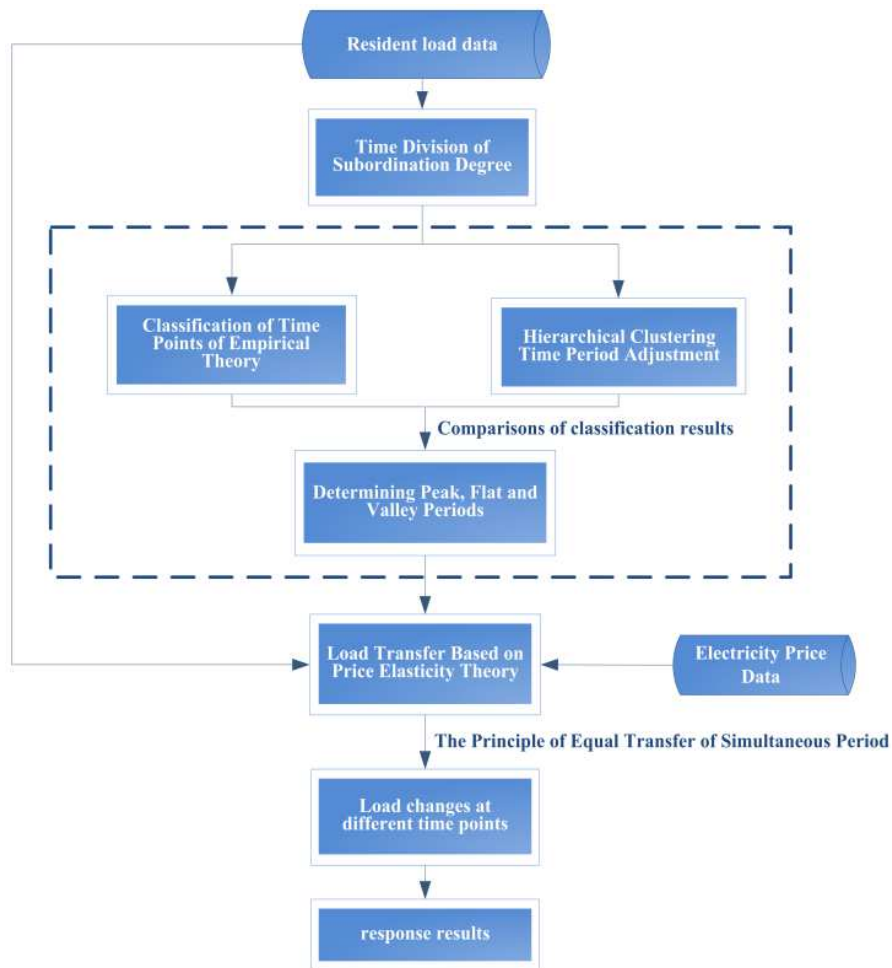 Resident load data
Time Division of
Subordination Degree
Classification of Time
Points of Empirical
Theory
Hierarchical Clustering
Time Period Adjustment
Comparisons of classification results
Determining Peak, Flat and
Valley Periods
Load Transfer Based on
Price Elasticity Theory
Electricity Price
Data
The Principle of Equal Transfer of Simultaneous Period
Load changes at
different time points
response results